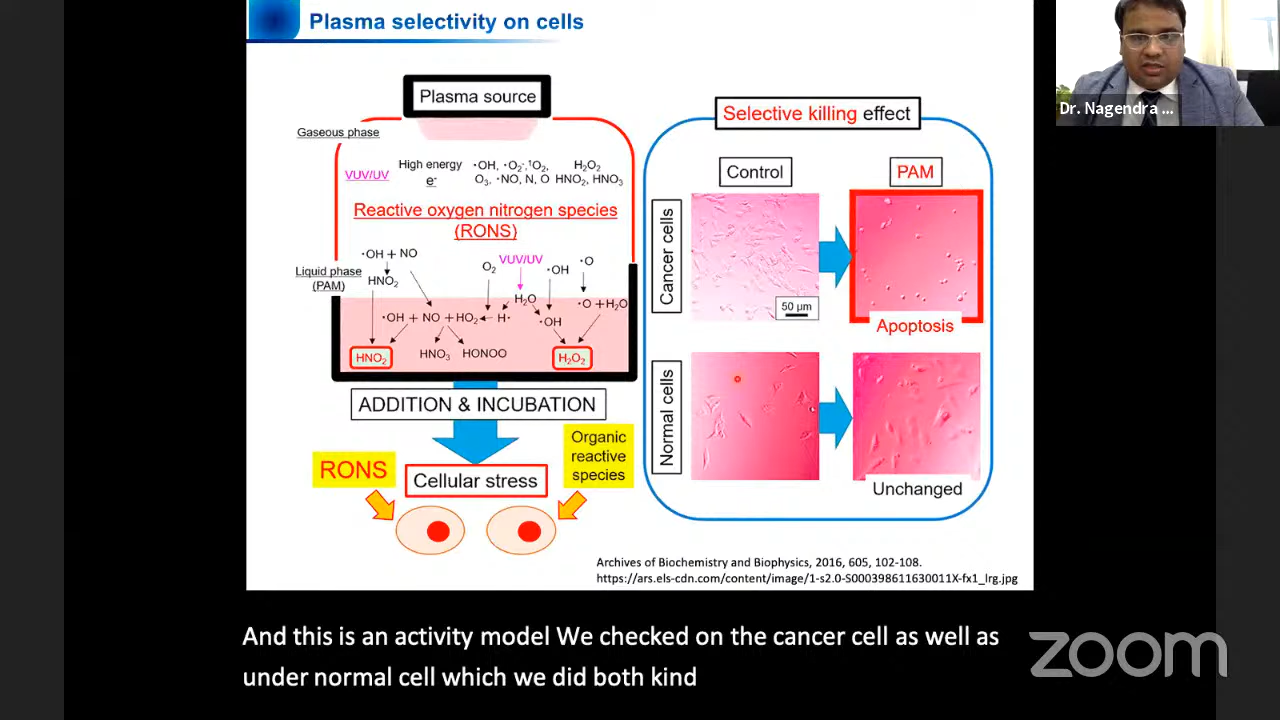 Plasma selectivity on cells
Dr. Nagendra ...
Plasma source
Gaseous phase
VUV/UV
High energy
e⁻
·OH, ·O₂⁻,¹O₂,
O₃, ·NO, N, O
H₂O₂
HNO₂, HNO₃
Reactive oxygen nitrogen species
(RONS)
Liquid phase
(PAM)
·OH + NO
HNO₂
O₂
VUV/UV
·OH
·O
H₂O
·O + H₂O
·OH + NO + HO₂
H·
·OH
HNO₂
HNO₃
HONOO
H₂O₂
ADDITION & INCUBATION
RONS
Cellular stress
Organic
reactive
species
Selective killing effect
Control
PAM
Cancer cells
50 µm
Apoptosis
Normal cells
Unchanged
Archives of Biochemistry and Biophysics, 2016, 605, 102-108.
https://ars.els-cdn.com/content/image/1-s2.0-S000398611630011X-fx1_lrg.jpg
And this is an activity model We checked on the cancer cell as well as
under normal cell which we did both kind
zoom